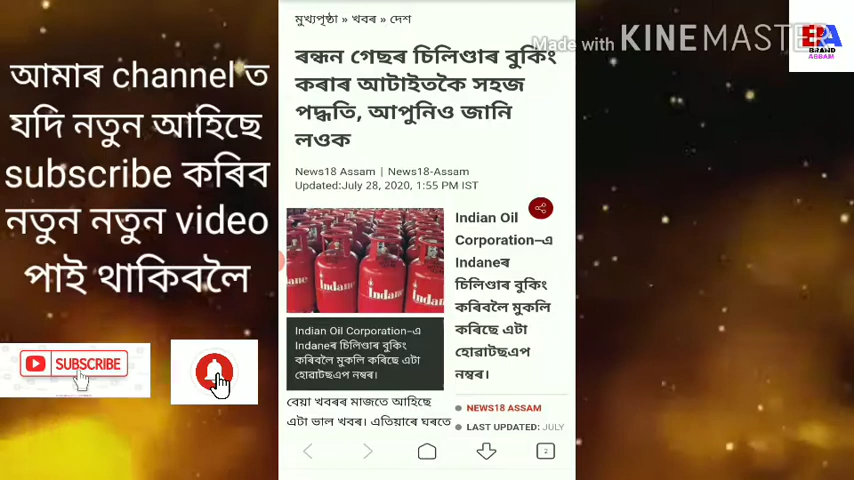 আমাৰ channel ত
যদি নতুন আহিছে
subscribe কৰিব
নতুন নতুন video
পাই থাকিবলৈ
SUBSCRIBE
মুখ্যপৃষ্ঠা » খবৰ » দেশ
ৰন্ধন গেছৰ চিলিণ্ডাৰ বুকিং
কৰাৰ আটাইতকৈ সহজ
পদ্ধতি, আপুনিও জানি
লওক
News18 Assam | News18-Assam
Updated:July 28, 2020, 1:55 PM IST
Indane
Indian Oil Corporation–এ
Indaneৰ চিলিণ্ডাৰ বুকিং
কৰিবলৈ মুকলি কৰিছে এটা
হোৱাটছএপ নম্বৰ।
বেয়া খবৰৰ মাজতে আহিছে
এটা ভাল খবৰ। এতিয়াৰে ঘৰতে
Indian Oil
Corporation–এ
Indaneৰ
চিলিণ্ডাৰ বুকিং
কৰিবলৈ মুকলি
কৰিছে এটা
হোৱাটছএপ
নম্বৰ।
NEWS18 ASSAM
LAST UPDATED: JULY
2
Made with KINEMASTER
BRAND
ASSAM